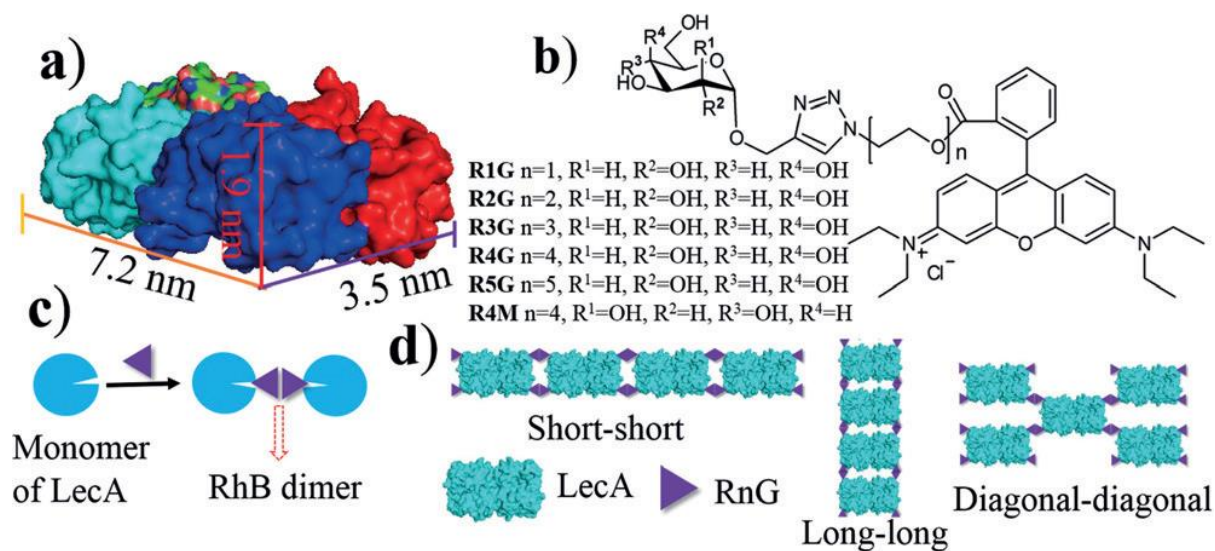 a)
1.9 nm
7.2 nm
3.5 nm
b)
R⁴
OH
R¹
R³
O
HO
R²
O
N=N
N
O
O
n
R1G n=1, R¹=H, R²=OH, R³=H, R⁴=OH
R2G n=2, R¹=H, R²=OH, R³=H, R⁴=OH
R3G n=3, R¹=H, R²=OH, R³=H, R⁴=OH
R4G n=4, R¹=H, R²=OH, R³=H, R⁴=OH
R5G n=5, R¹=H, R²=OH, R³=H, R⁴=OH
R4M n=4, R¹=OH, R²=H, R³=OH, R⁴=H
N
+
Cl⁻
O
N
c)
Monomer
of LecA
RhB dimer
d)
Short-short
LecA
RnG
Long-long
Diagonal-diagonal